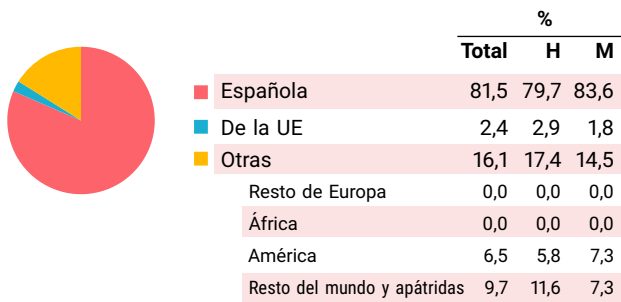 %
Total H M
Española 81,5 79,7 83,6
De la UE 2,4 2,9 1,8
Otras 16,1 17,4 14,5
Resto de Europa 0,0 0,0 0,0
África 0,0 0,0 0,0
América 6,5 5,8 7,3
Resto del mundo y apátridas 9,7 11,6 7,3